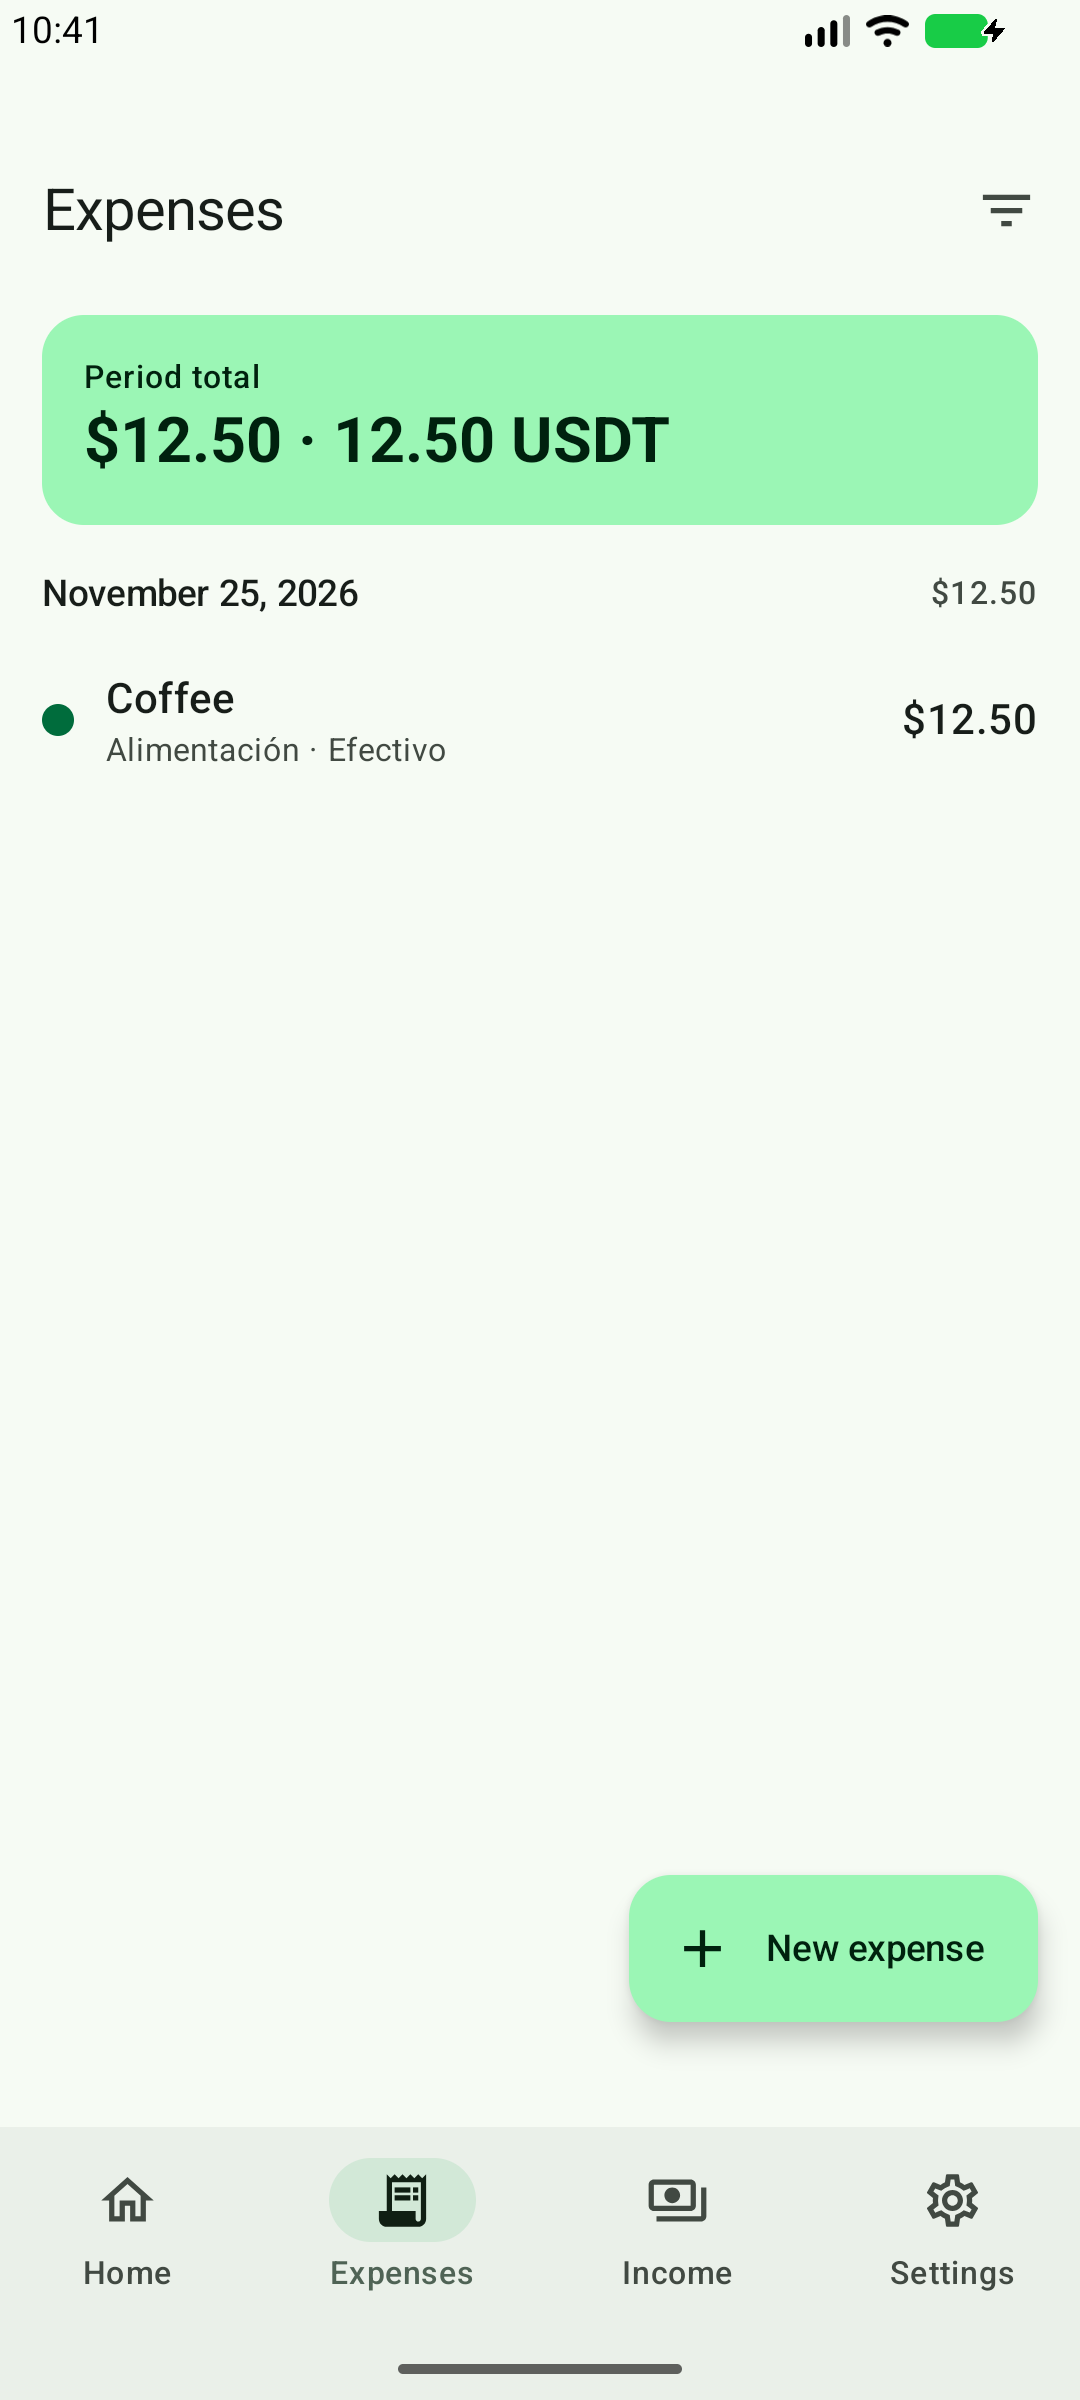 10:41
Expenses
Period total
$12.50 · 12.50 USDT
November 25, 2026
$12.50
Coffee
Alimentación · Efectivo
$12.50
New expense
Home
Expenses
Income
Settings